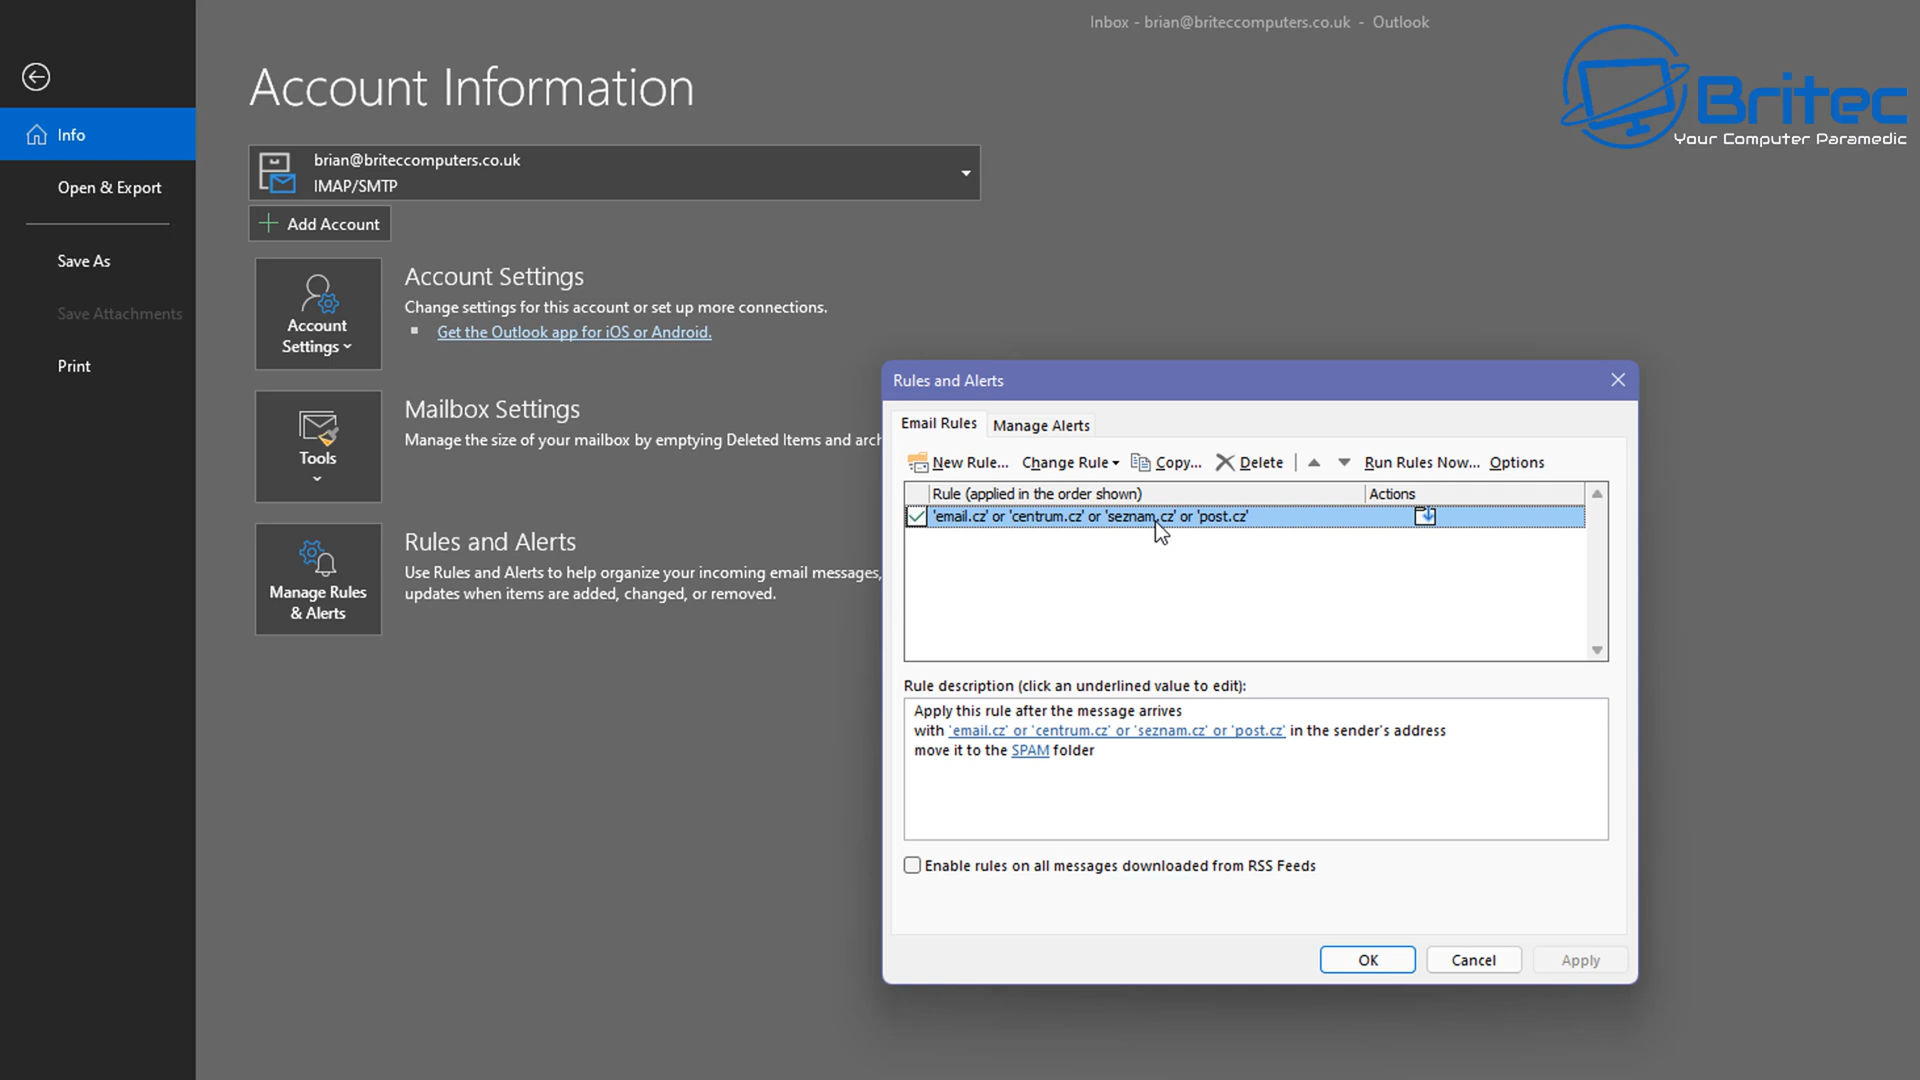 Inbox - brian@briteccomputers.co.uk - Outlook
Britec
Your Computer Paramedic
Account Information
Info
Open & Export
Save As
Save Attachments
Print
brian@briteccomputers.co.uk
IMAP/SMTP
Add Account
Account
Settings
Account Settings
Change settings for this account or set up more connections.
Get the Outlook app for iOS or Android.
Tools
Mailbox Settings
Manage the size of your mailbox by emptying Deleted Items and arch
Manage Rules
& Alerts
Rules and Alerts
Use Rules and Alerts to help organize your incoming email messages,
updates when items are added, changed, or removed.
Rules and Alerts
Email Rules
Manage Alerts
New Rule... Change Rule Copy... Delete Run Rules Now... Options
Rule (applied in the order shown) Actions
'email.cz' or 'centrum.cz' or 'seznam.cz' or 'post.cz'
Rule description (click an underlined value to edit):
Apply this rule after the message arrives
with 'email.cz' or 'centrum.cz' or 'seznam.cz' or 'post.cz' in the sender's address
move it to the SPAM folder
Enable rules on all messages downloaded from RSS Feeds
OK Cancel Apply